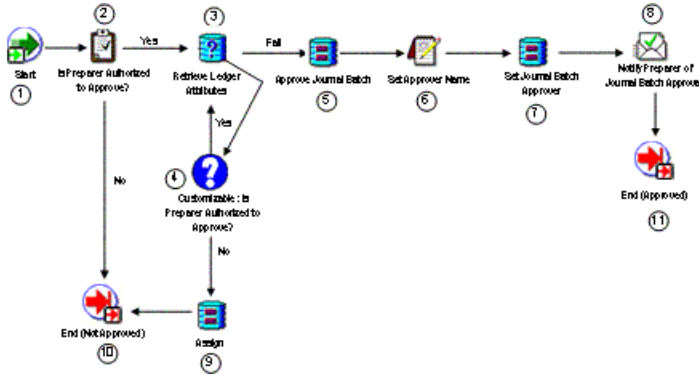 2
3
8
Yes
Fail
Start
Is Preparer Authorized
to Approve?
Retrieve Ledger
Attributes
Approve Journal Batch
Set Approver Name
Set Journal Batch
Approver
Notify Preparer of
Journal Batch Approve
1
5
6
7
Yes
4
No
Customizable : Is
Preparer Authorized to
Approve?
End (Approved)
11
No
End (Not Approved)
10
Assign
9